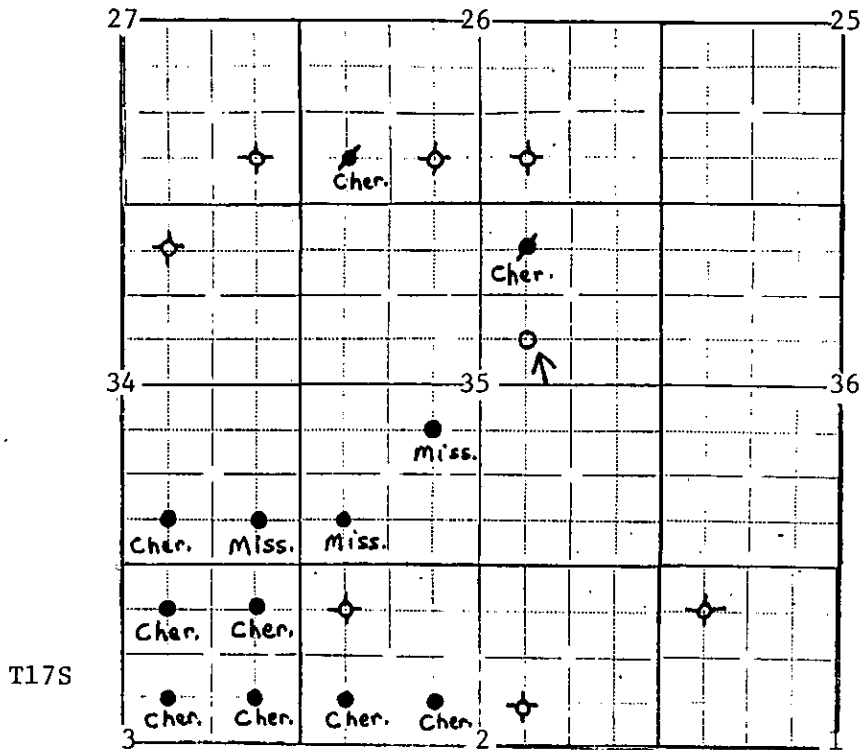 27 26 25
Cher.
Cher.
34 35 36
Miss.
Cher. Miss. Miss.
Cher. Cher.
T17S
Cher. Cher. Cher. Cher.
3 2 1